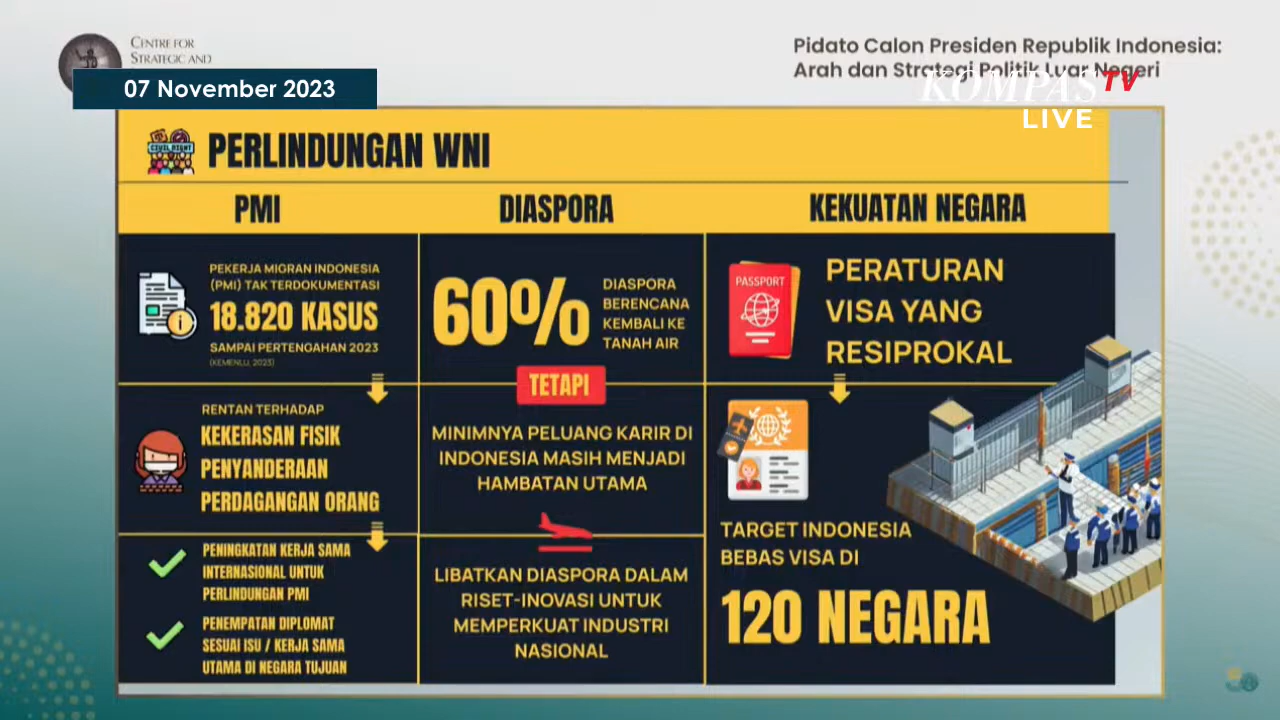 CENTRE FOR
STRATEGIC AND
07 November 2023
Pidato Calon Presiden Republik Indonesia:
Arah dan Strategi Politik Luar Negeri
KOMPAS TV
LIVE
CIVIL RIGHT
PERLINDUNGAN WNI
PMI
PEKERJA MIGRAN INDONESIA
(PMI) TAK TERDOKUMENTASI
18.820 KASUS
SAMPAI PERTENGAHAN 2023
(KEMENLU, 2023)
RENTAN TERHADAP
KEKERASAN FISIK
PENYANDERAAN
PERDAGANGAN ORANG
PENINGKATAN KERJA SAMA
INTERNASIONAL UNTUK
PERLINDUNGAN PMI
PENEMPATAN DIPLOMAT
SESUAI ISU / KERJA SAMA
UTAMA DI NEGARA TUJUAN
DIASPORA
60%
DIASPORA
BERENCANA
KEMBALI KE
TANAH AIR
TETAPI
MINIMNYA PELUANG KARIR DI
INDONESIA MASIH MENJADI
HAMBATAN UTAMA
LIBATKAN DIASPORA DALAM
RISET-INOVASI UNTUK
MEMPERKUAT INDUSTRI
NASIONAL
KEKUATAN NEGARA
PASSPORT
PERATURAN
VISA YANG
RESIPROKAL
TARGET INDONESIA
BEBAS VISA DI
120 NEGARA